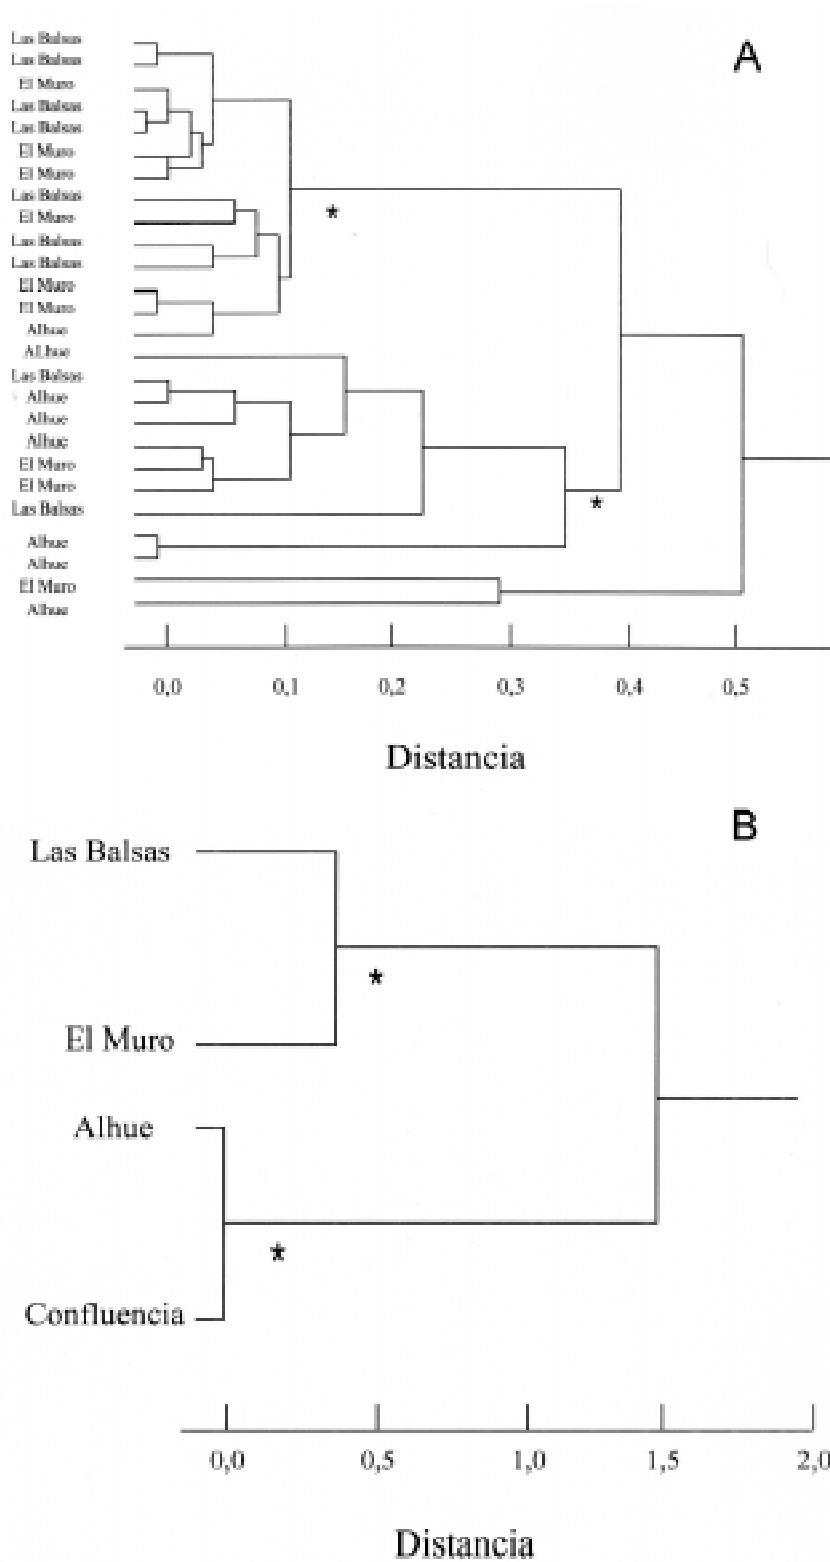 A
Las Balsas
Las Balsas
El Muro
Las Balsas
Las Balsas
El Muro
El Muro
Las Balsas
El Muro
Las Balsas
Las Balsas
El Muro
El Muro
Alhue
ALhue
Las Balsas
Alhue
Alhue
Alhue
El Muro
El Muro
Las Balsas
Alhue
Alhue
El Muro
Alhue
*
*
0,0 0,1 0,2 0,3 0,4 0,5
Distancia
B
Las Balsas
*
El Muro
Alhue
*
Confluencia
0,0 0,5 1,0 1,5 2,0
Distancia